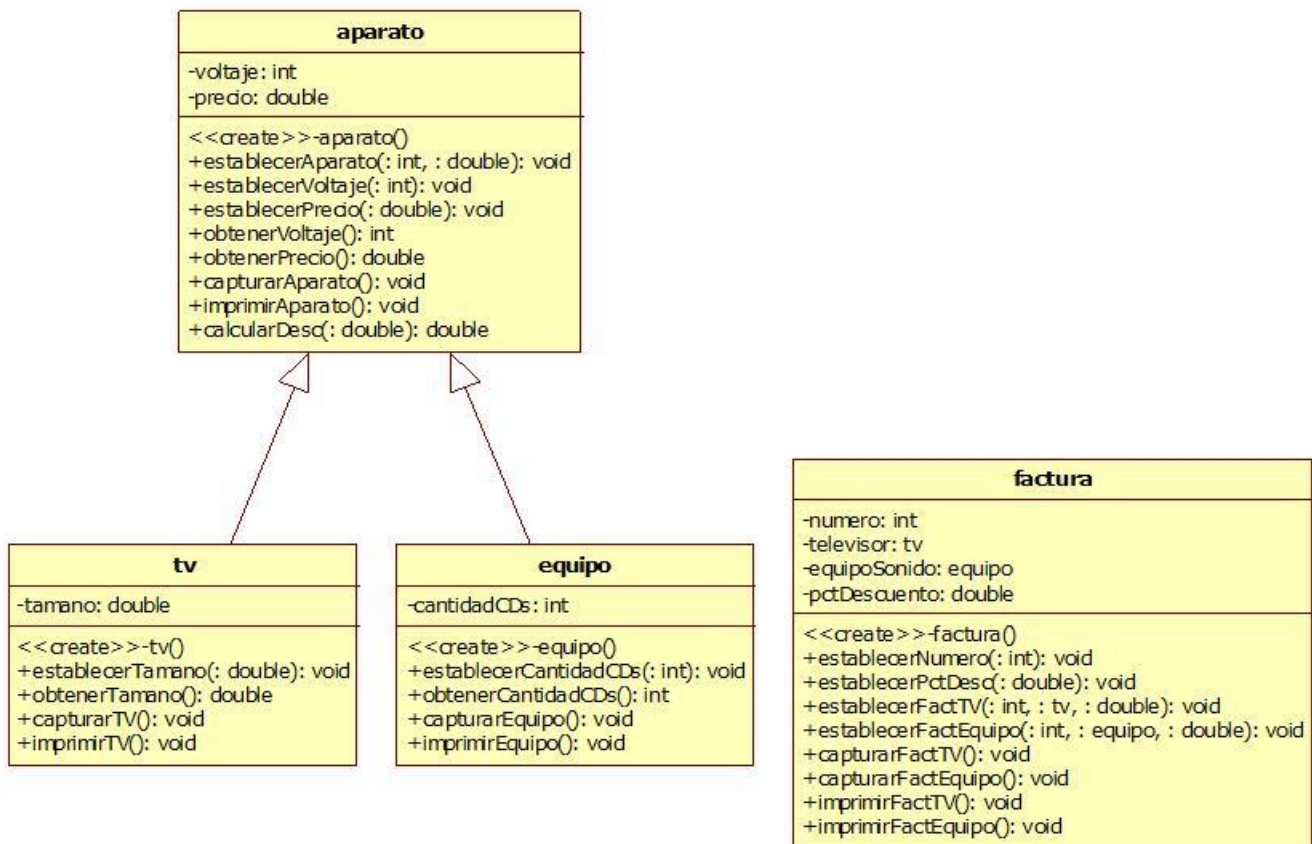 aparato
-voltaje: int
-precio: double
<<create>>-aparato()
+establecerAparato(: int, : double): void
+establecerVoltaje(: int): void
+establecerPrecio(: double): void
+obtenerVoltaje(): int
+obtenerPrecio(): double
+capturarAparato(): void
+imprimirAparato(): void
+calcularDesc(: double): double
tv
-tamano: double
<<create>>-tv()
+establecerTamano(: double): void
+obtenerTamano(): double
+capturarTV(): void
+imprimirTV(): void
equipo
-cantidadCDs: int
<<create>>-equipo()
+establecerCantidadCDs(: int): void
+obtenerCantidadCDs(): int
+capturarEquipo(): void
+imprimirEquipo(): void
factura
-numero: int
-televisor: tv
-equipoSonido: equipo
-pctDescuento: double
<<create>>-factura()
+establecerNumero(: int): void
+establecerPctDesc(: double): void
+establecerFactTV(: int, : tv, : double): void
+establecerFactEquipo(: int, : equipo, : double): void
+capturarFactTV(): void
+capturarFactEquipo(): void
+imprimirFactTV(): void
+imprimirFactEquipo(): void